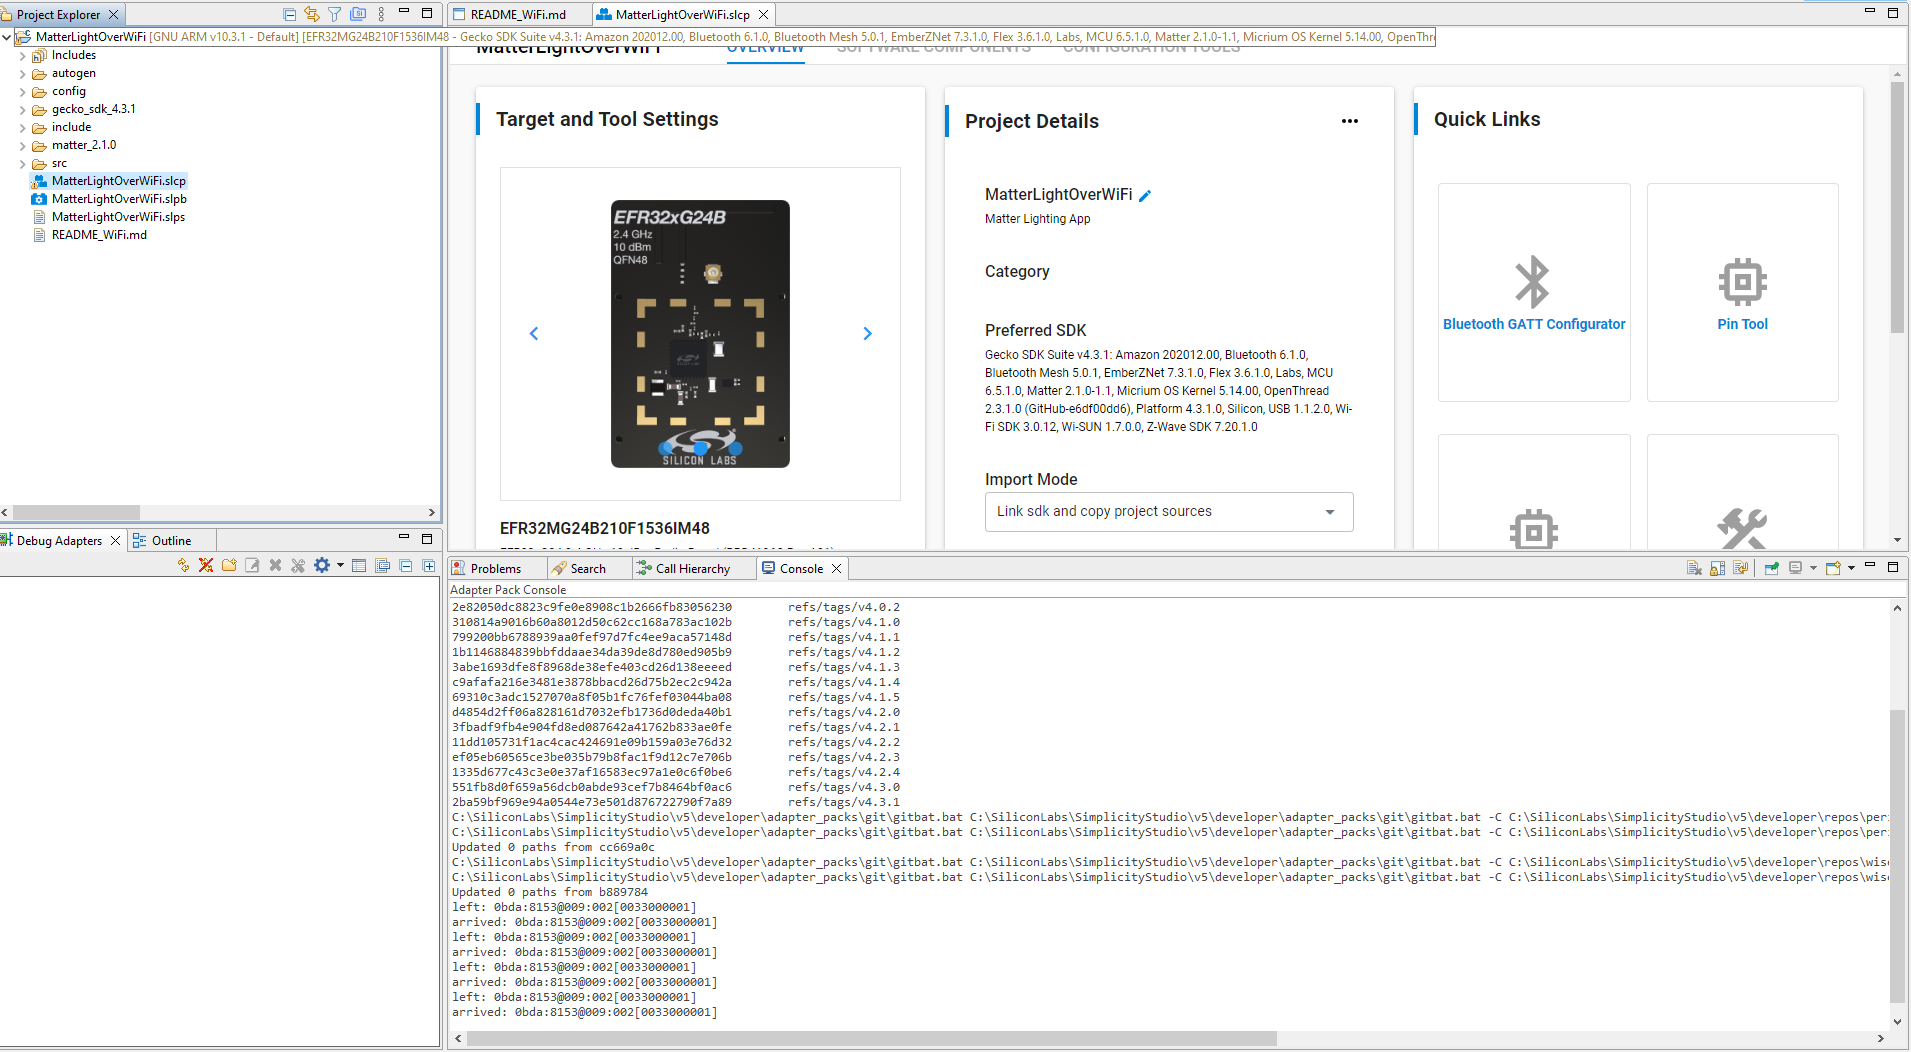 Project Explorer
README_WiFi.md
MatterLightOverWiFi.slcp
MatterLightOverWiFi [GNU ARM v10.3.1 - Default] [EFR32MG24B210F1536IM48 - Gecko SDK Suite v4.3.1: Amazon 202012.00, Bluetooth 6.1.0, Bluetooth Mesh 5.0.1, EmberZNet 7.3.1.0, Flex 3.6.1.0, Labs, MCU 6.5.1.0, Matter 2.1.0-1.1, Micrium OS Kernel 5.14.00, OpenThre
MatterLightOverWiFi
OVERVIEW
SOFTWARE COMPONENTS
CONFIGURATION TOOLS
Includes
autogen
config
gecko_sdk_4.3.1
include
matter_2.1.0
src
MatterLightOverWiFi.slcp
MatterLightOverWiFi.slpb
MatterLightOverWiFi.slps
README_WiFi.md
Target and Tool Settings
EFR32xG24B
2.4 GHz
10 dBm
QFN48
SILICON LABS
EFR32MG24B210F1536IM48
Project Details
MatterLightOverWiFi
Matter Lighting App
Category
Preferred SDK
Gecko SDK Suite v4.3.1: Amazon 202012.00, Bluetooth 6.1.0,
Bluetooth Mesh 5.0.1, EmberZNet 7.3.1.0, Flex 3.6.1.0, Labs, MCU
6.5.1.0, Matter 2.1.0-1.1, Micrium OS Kernel 5.14.00, OpenThread
2.3.1.0 (GitHub-e6df00dd6), Platform 4.3.1.0, Silicon, USB 1.1.2.0, Wi-
Fi SDK 3.0.12, Wi-SUN 1.7.0.0, Z-Wave SDK 7.20.1.0
Import Mode
Link sdk and copy project sources
Quick Links
Bluetooth GATT Configurator
Pin Tool
Debug Adapters
Outline
Problems
Search
Call Hierarchy
Console
Adapter Pack Console
2e82050dc8823c9fe0e8908c1b2666fb83056230 refs/tags/v4.0.2
310814a9016b60a8012d50c62cc168a783ac102b refs/tags/v4.1.0
799200bb6788939aa0fef97d7fc4ee9aca57148d refs/tags/v4.1.1
1b1146884839bbfddaae34da39de8d780ed905b9 refs/tags/v4.1.2
3abe1693dfe8f8968de38efe403cd26d138eeeed refs/tags/v4.1.3
c9afafa216e3481e3878bbacd26d75b2ec2c942a refs/tags/v4.1.4
69310c3adc1527070a8f05b1fc76fef03044ba08 refs/tags/v4.1.5
d4854d2ff06a828161d7032efb1736d0deda40b1 refs/tags/v4.2.0
3fbadf9fb4e904fd8ed087642a41762b833ae0fe refs/tags/v4.2.1
11dd105731f1ac4cac424691e09b159a03e76d32 refs/tags/v4.2.2
ef05eb60565ce3be035b79b8fac1f9d12c7e706b refs/tags/v4.2.3
1335d677c43c3e0e37af16583ec97a1e0c6f0be6 refs/tags/v4.2.4
551fb8d0f659a56dcb0abde93cef7b8464bf0ac6 refs/tags/v4.3.0
2ba59bf969e94a0544e73e501d876722790f7a89 refs/tags/v4.3.1
C:\SiliconLabs\SimplicityStudio\v5\developer\adapter_packs\git\gitbat.bat C:\SiliconLabs\SimplicityStudio\v5\developer\adapter_packs\git\gitbat.bat -C C:\SiliconLabs\SimplicityStudio\v5\developer\repos\peri
C:\SiliconLabs\SimplicityStudio\v5\developer\adapter_packs\git\gitbat.bat C:\SiliconLabs\SimplicityStudio\v5\developer\adapter_packs\git\gitbat.bat -C C:\SiliconLabs\SimplicityStudio\v5\developer\repos\peri
Updated 0 paths from cc669a0c
C:\SiliconLabs\SimplicityStudio\v5\developer\adapter_packs\git\gitbat.bat C:\SiliconLabs\SimplicityStudio\v5\developer\adapter_packs\git\gitbat.bat -C C:\SiliconLabs\SimplicityStudio\v5\developer\repos\wise
C:\SiliconLabs\SimplicityStudio\v5\developer\adapter_packs\git\gitbat.bat C:\SiliconLabs\SimplicityStudio\v5\developer\adapter_packs\git\gitbat.bat -C C:\SiliconLabs\SimplicityStudio\v5\developer\repos\wise
Updated 0 paths from b889784
left: 0bda:8153@009:002[0033000001]
arrived: 0bda:8153@009:002[0033000001]
left: 0bda:8153@009:002[0033000001]
arrived: 0bda:8153@009:002[0033000001]
left: 0bda:8153@009:002[0033000001]
arrived: 0bda:8153@009:002[0033000001]
left: 0bda:8153@009:002[0033000001]
arrived: 0bda:8153@009:002[0033000001]